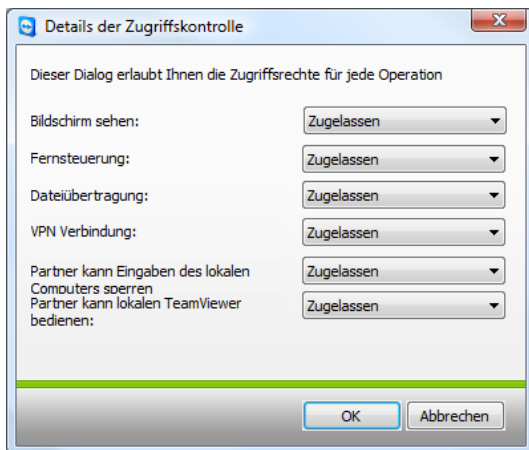 Details der Zugriffskontrolle
Dieser Dialog erlaubt Ihnen die Zugriffsrechte für jede Operation
Bildschirm sehen:
Zugelassen
Fernsteuerung:
Zugelassen
Dateiübertragung:
Zugelassen
VPN Verbindung:
Zugelassen
Partner kann Eingaben des lokalen
Computers sperren
Zugelassen
Partner kann lokalen TeamViewer
bedienen:
Zugelassen
OK
Abbrechen